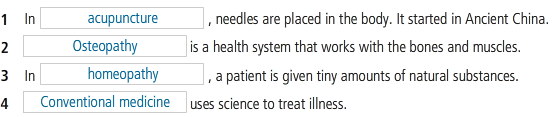 1 In acupuncture , needles are placed in the body. It started in Ancient China.
2 Osteopathy is a health system that works with the bones and muscles.
3 In homeopathy , a patient is given tiny amounts of natural substances.
4 Conventional medicine uses science to treat illness.